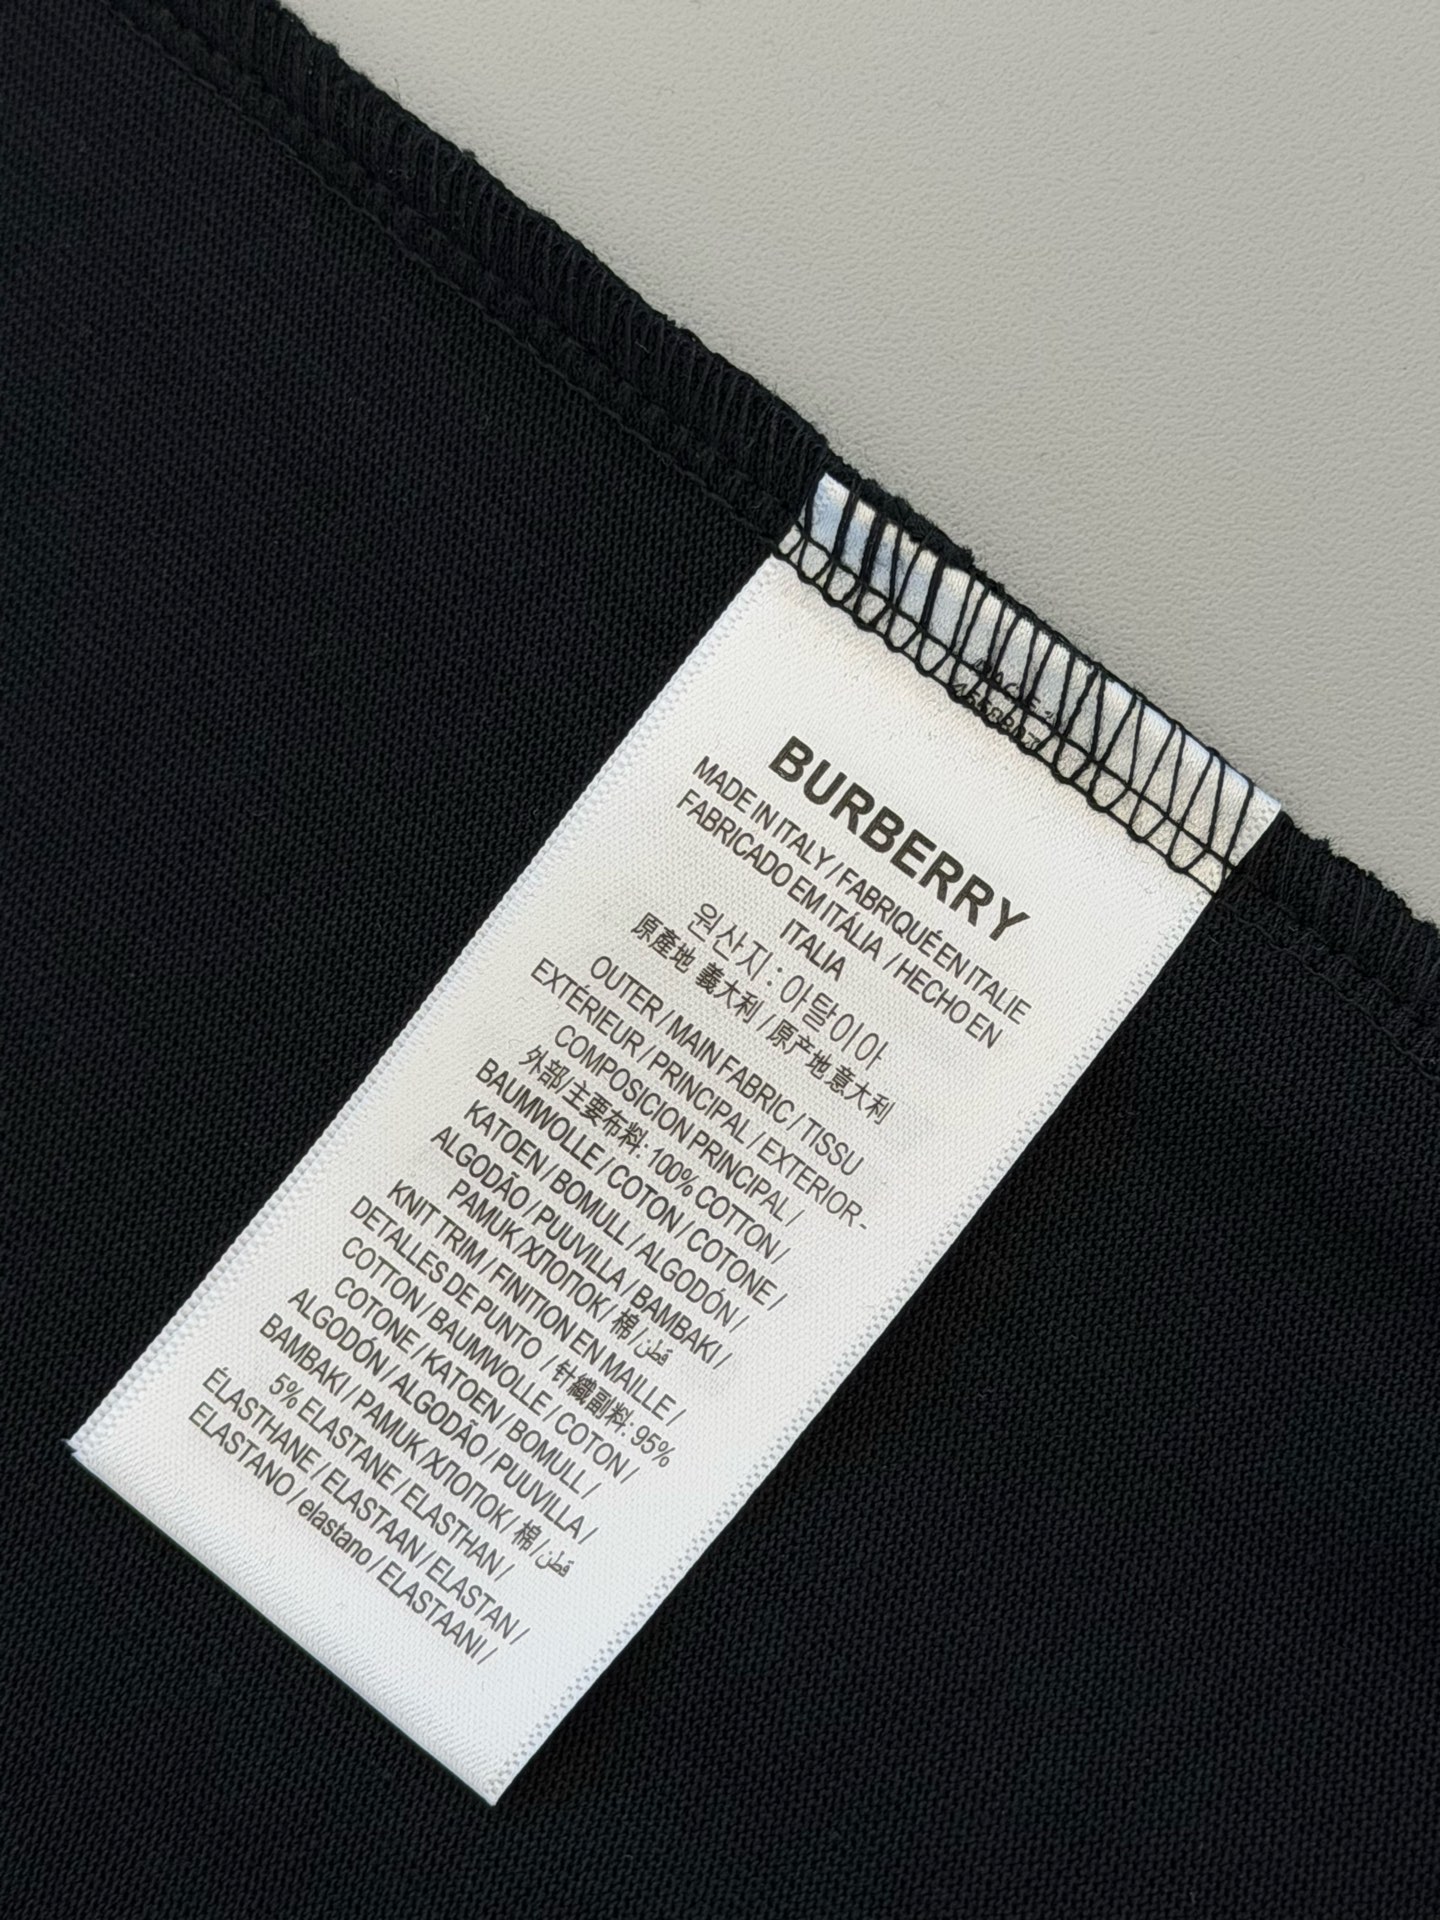 BURBERRY
MADE IN ITALY / FABRIQUÉ EN ITALIE
FABRICADO EM ITÁLIA / HECHO EN
ITALIA
원산지 : 이탈이아
原產地 義大利 / 原产地意大利
OUTER / MAIN FABRIC / TISSU
EXTÉRIEUR / PRINCIPAL / EXTERIOR -
COMPOSICION PRINCIPAL /
外部/主要布料: 100% COTTON /
BAUMWOLLE / COTON / COTONE /
KATOEN / BOMULL / ALGODÓN /
ALGODÃO / PUUVILLA / BAMBAKI /
PAMUK /ХЛОПОК/ 棉 /قطن
KNIT TRIM / FINITION EN MAILLE /
DETALLES DE PUNTO / 针織副料: 95%
COTTON / BAUMWOLLE / COTON /
COTONE / KATOEN / BOMULL /
ALGODÓN / ALGODÃO / PUUVILLA /
BAMBAKI / PAMUK /ХЛОПОК/ 棉 /قطن
5% ELASTANE / ELASTHAN /
ÉLASTHANE / ELASTAAN / ELASTAN /
ELASTANO / elastano / ELASTAANI /